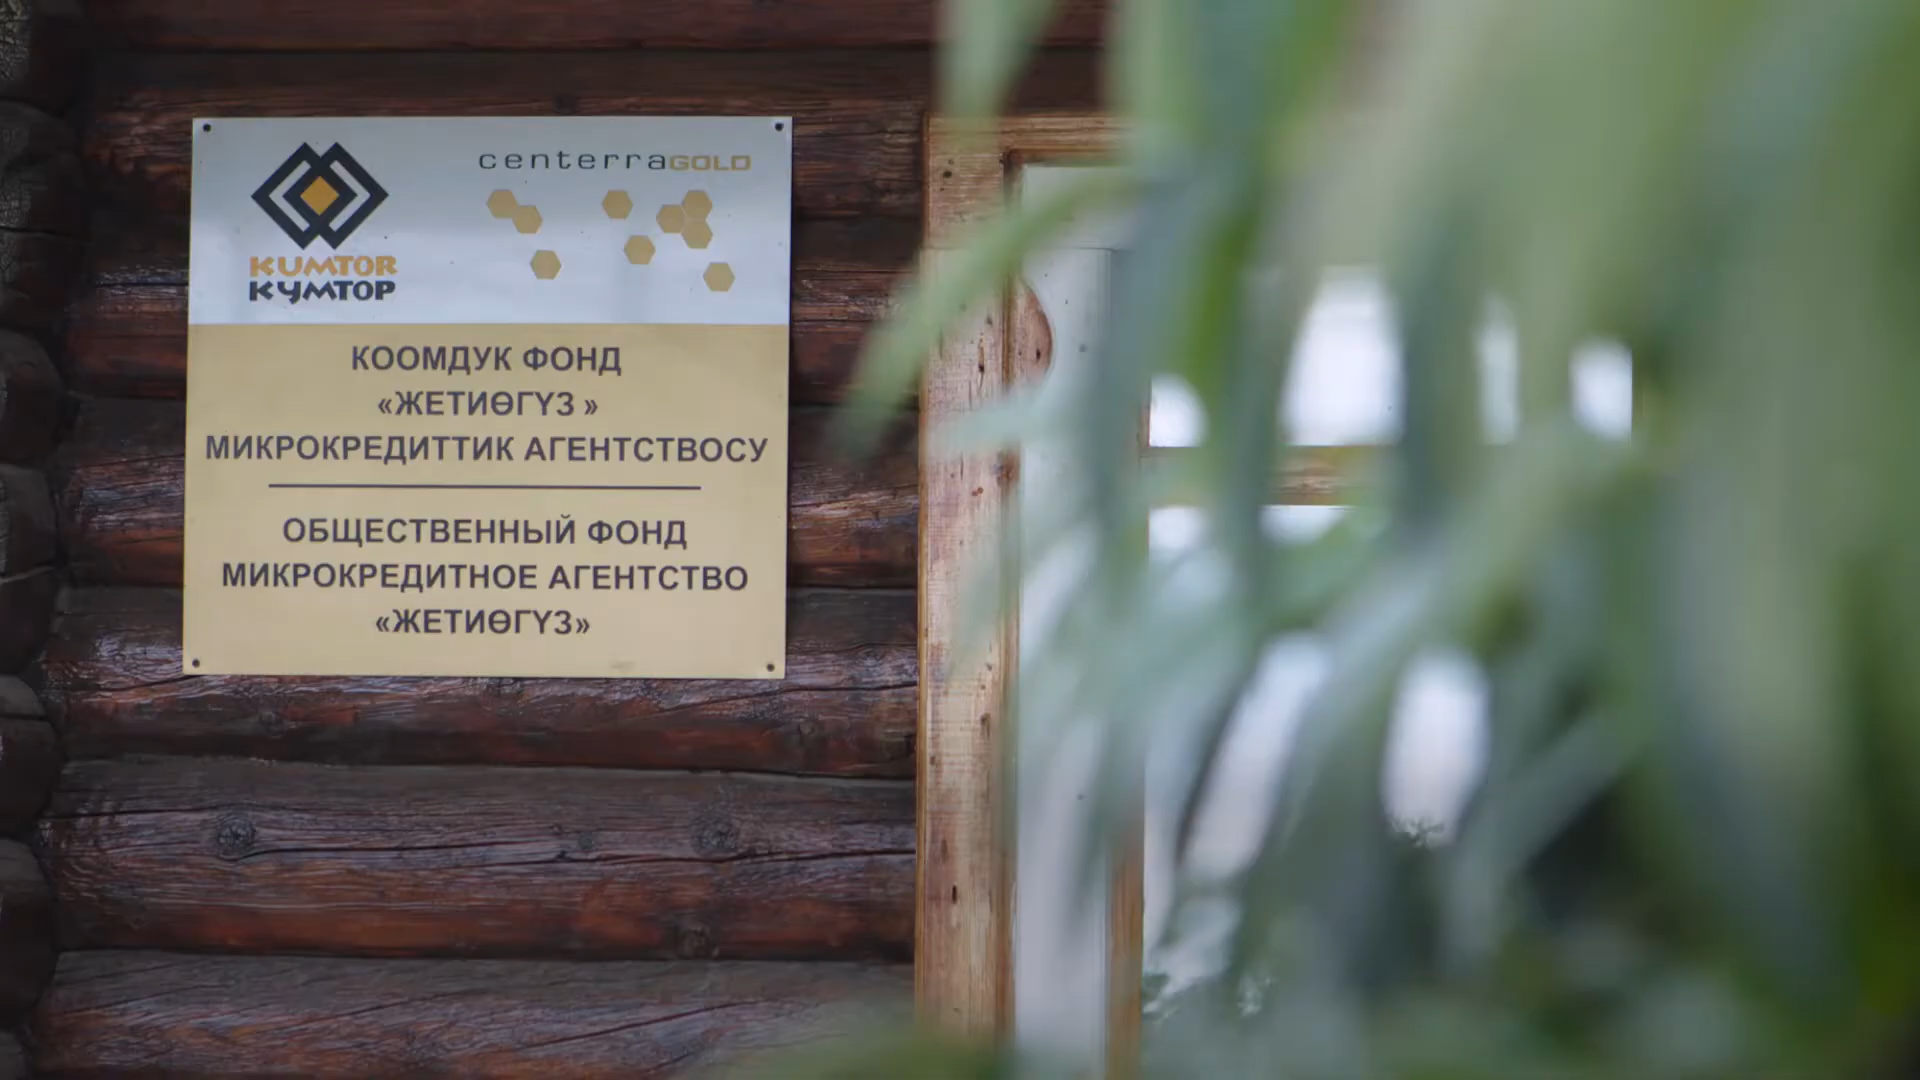 centerraGOLD
KUMTOR
КУМТОР
КООМДУК ФОНД
«ЖЕТИӨГҮЗ »
МИКРОКРЕДИТТИК АГЕНТСТВОСУ
ОБЩЕСТВЕННЫЙ ФОНД
МИКРОКРЕДИТНОЕ АГЕНТСТВО
«ЖЕТИӨГҮЗ»